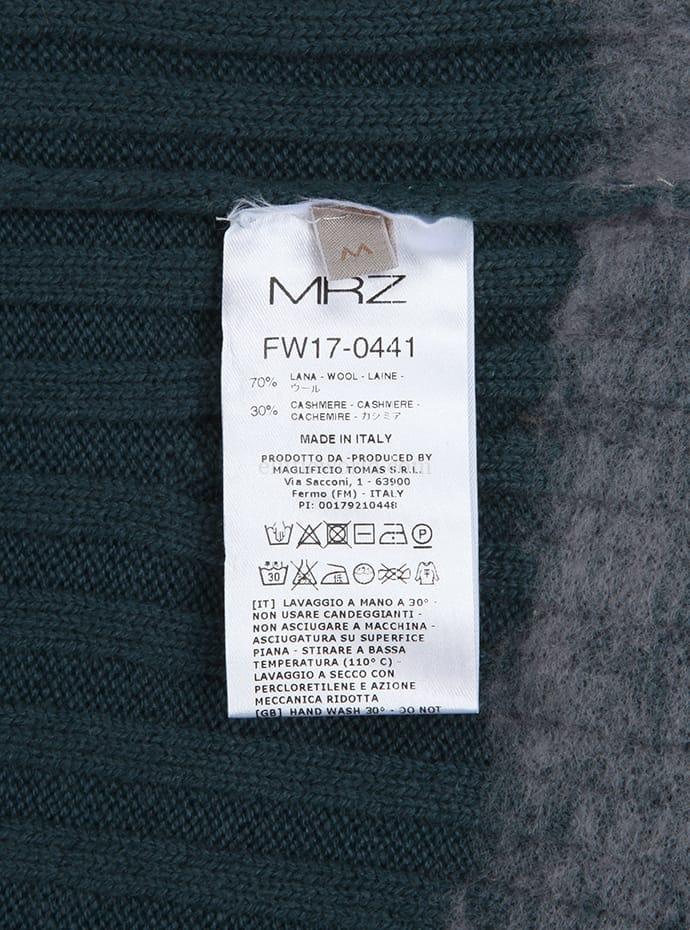 M
MRZ
FW17-0441
70% LANA - WOOL - LAINE -
ウール
30% CASHMERE - CASHMERE -
CACHEMIRE - カシミア
MADE IN ITALY
PRODOTTO DA -PRODUCED BY
MAGLIFICIO TOMAS S.R.L.
Via Sacconi, 1 - 63900
Fermo (FM) - ITALY
PI: 00179210448
P
30
[IT] LAVAGGIO A MANO A 30° -
NON USARE CANDEGGIANTI -
NON ASCIUGARE A MACCHINA -
ASCIUGATURA SU SUPERFICE
PIANA - STIRARE A BASSA
TEMPERATURA (110° C) -
LAVAGGIO A SECCO CON
PERCLORETILENE E AZIONE
MECCANICA RIDOTTA
[GB] HAND WASH 30° - DO NOT